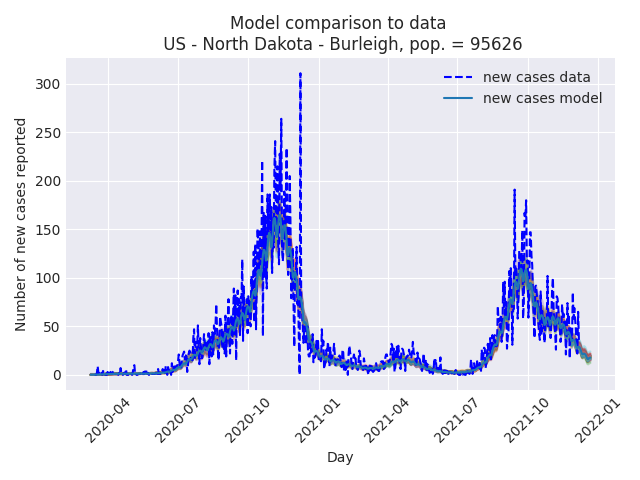 Model comparison to data
US - North Dakota - Burleigh, pop. = 95626
new cases data
new cases model
Number of new cases reported
300
250
200
150
100
50
0
2020-04
2020-07
2020-10
2021-01
2021-04
2021-07
2021-10
2022-01
Day